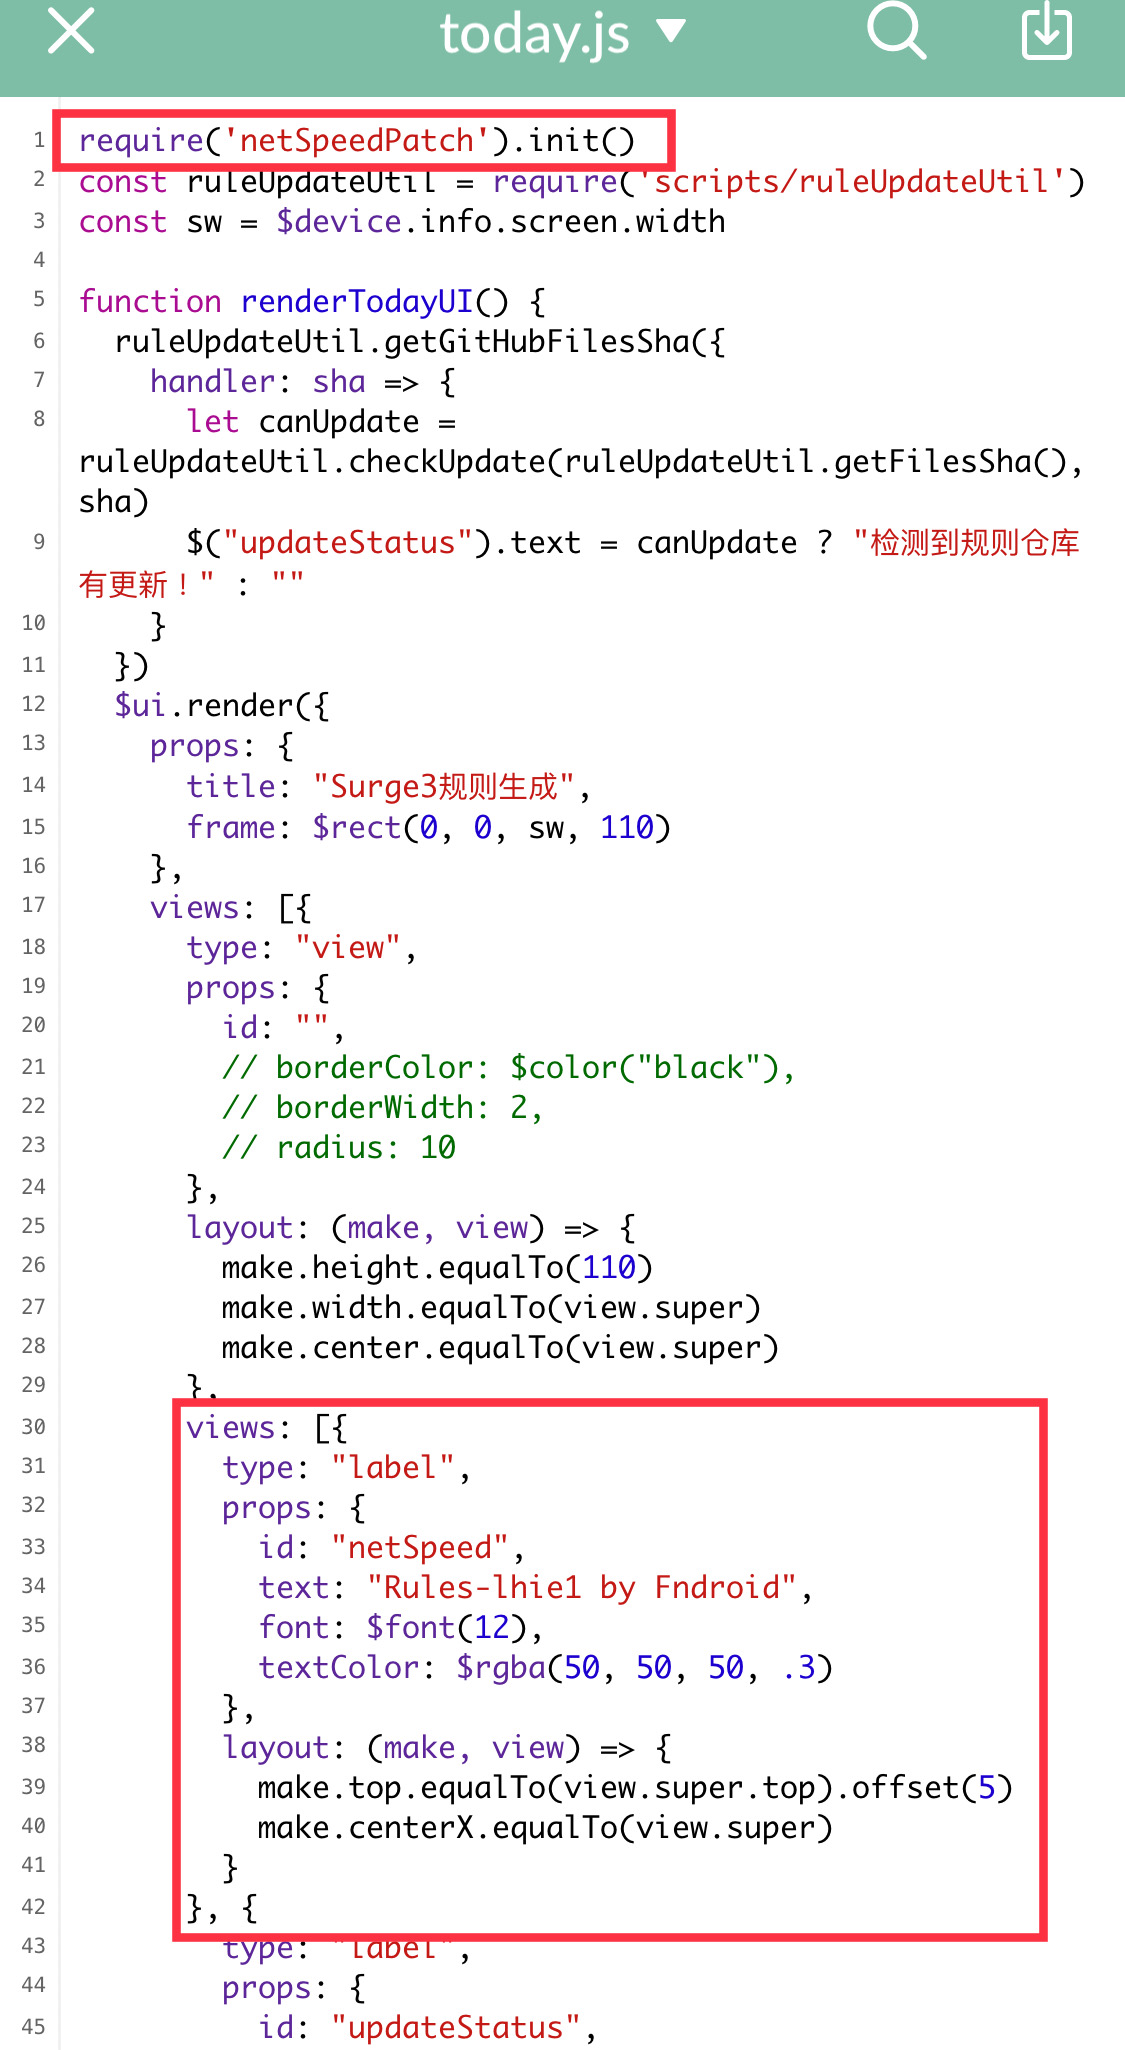 today.js
1 require('netSpeedPatch').init()
2 const ruleUpdateUtil = require('scripts/ruleUpdateUtil')
3 const sw = $device.info.screen.width
4
5 function renderTodayUI() {
6   ruleUpdateUtil.getGitHubFilesSha({
7     handler: sha => {
8       let canUpdate =
ruleUpdateUtil.checkUpdate(ruleUpdateUtil.getFilesSha(),
sha)
9       $("updateStatus").text = canUpdate ? "检测到规则仓库
有更新！" : ""
10     }
11   })
12   $ui.render({
13     props: {
14       title: "Surge3规则生成",
15       frame: $rect(0, 0, sw, 110)
16     },
17     views: [{
18       type: "view",
19       props: {
20         id: "",
21         // borderColor: $color("black"),
22         // borderWidth: 2,
23         // radius: 10
24       },
25       layout: (make, view) => {
26         make.height.equalTo(110)
27         make.width.equalTo(view.super)
28         make.center.equalTo(view.super)
29       },
30       views: [{
31         type: "label",
32         props: {
33           id: "netSpeed",
34           text: "Rules-lhie1 by Fndroid",
35           font: $font(12),
36           textColor: $rgba(50, 50, 50, .3)
37         },
38         layout: (make, view) => {
39           make.top.equalTo(view.super.top).offset(5)
40           make.centerX.equalTo(view.super)
41         }
42       }, {
43         type: "label",
44         props: {
45           id: "updateStatus",